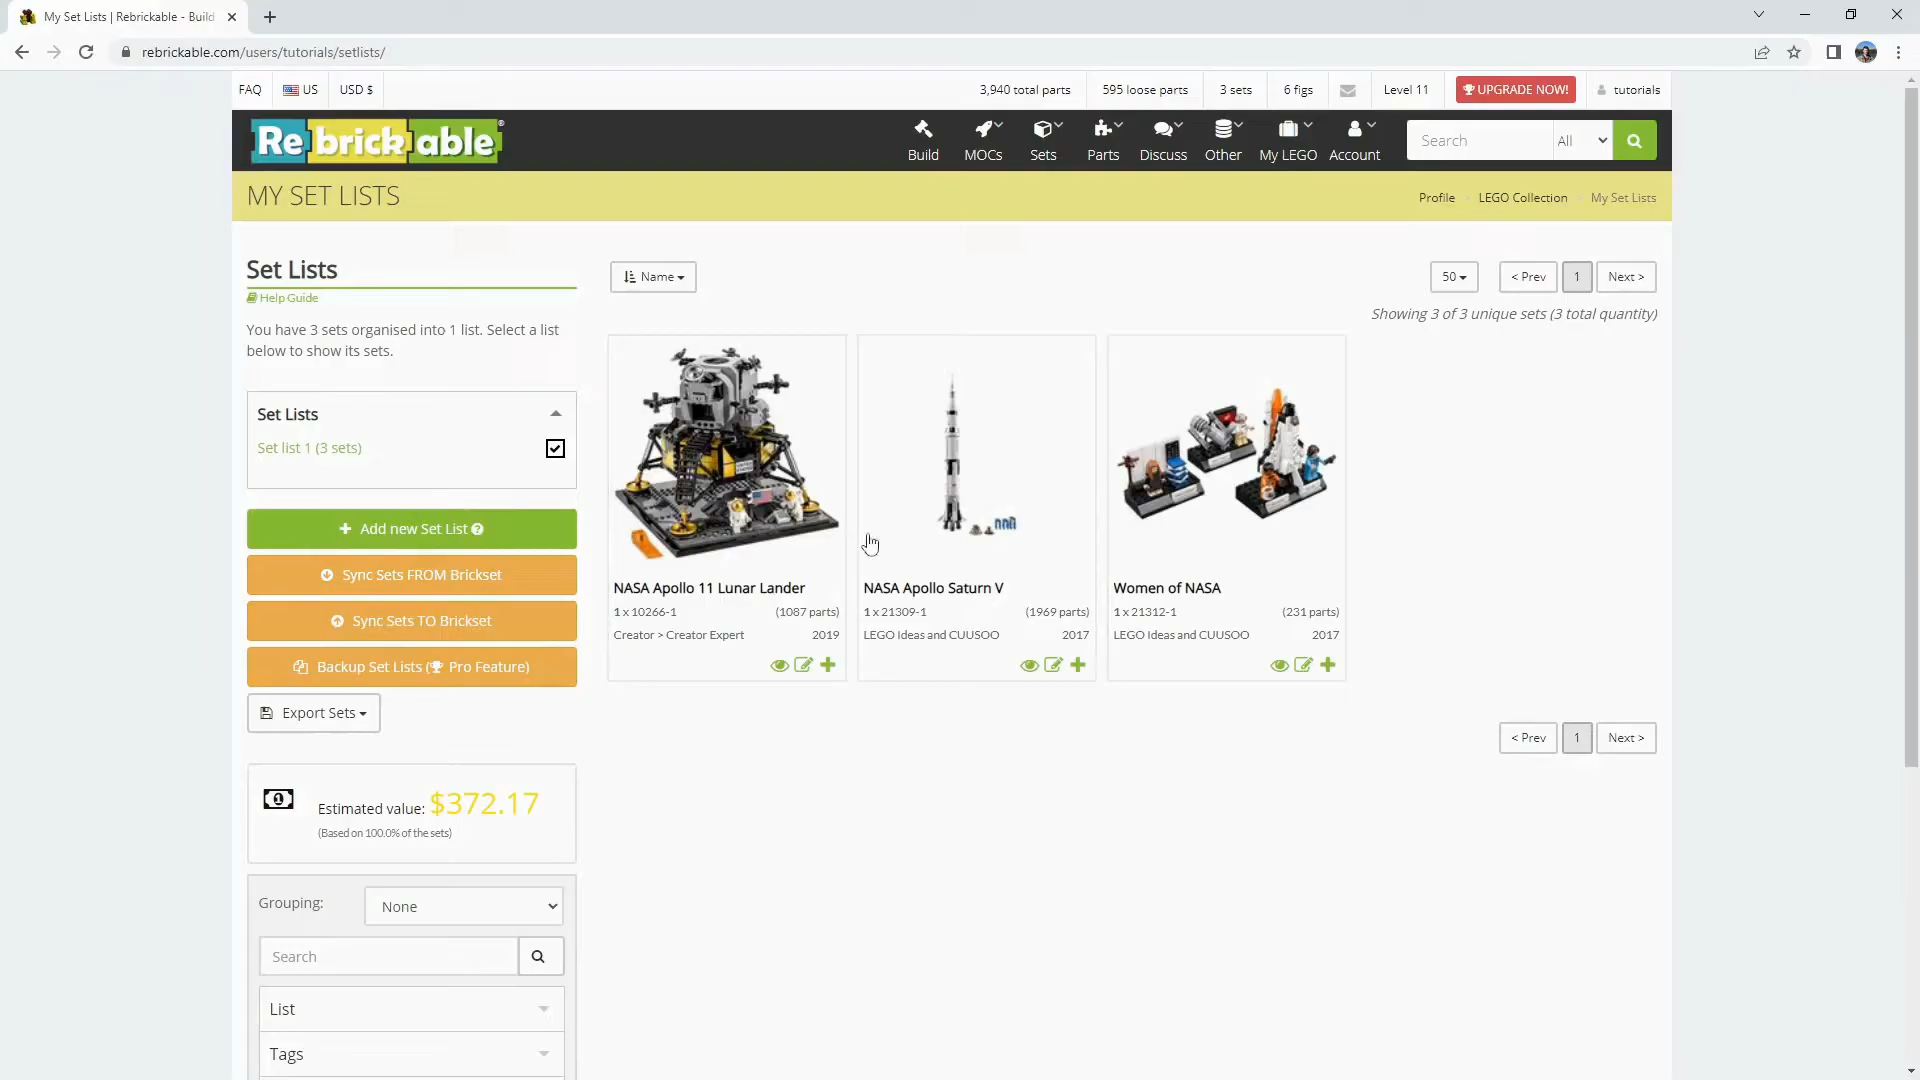 My Set Lists | Rebrickable - Build
rebrickable.com/users/tutorials/setlists/
FAQ US USD $ 3,940 total parts 595 loose parts 3 sets 6 figs Level 11 UPGRADE NOW! tutorials
Rebrickable®
Build MOCs Sets Parts Discuss Other My LEGO Account Search All
MY SET LISTS Profile LEGO Collection My Set Lists
Set Lists
Help Guide
You have 3 sets organised into 1 list. Select a list
below to show its sets.
Set Lists
Set list 1 (3 sets)
+ Add new Set List ?
Sync Sets FROM Brickset
Sync Sets TO Brickset
Backup Set Lists ( Pro Feature)
Export Sets
Estimated value: $372.17
(Based on 100.0% of the sets)
Grouping: None
Search
List
Tags
Name 50 < Prev 1 Next >
Showing 3 of 3 unique sets (3 total quantity)
NASA Apollo 11 Lunar Lander
1 x 10266-1 (1087 parts)
Creator > Creator Expert 2019
NASA Apollo Saturn V
1 x 21309-1 (1969 parts)
LEGO Ideas and CUUSOO 2017
Women of NASA
1 x 21312-1 (231 parts)
LEGO Ideas and CUUSOO 2017
< Prev 1 Next >